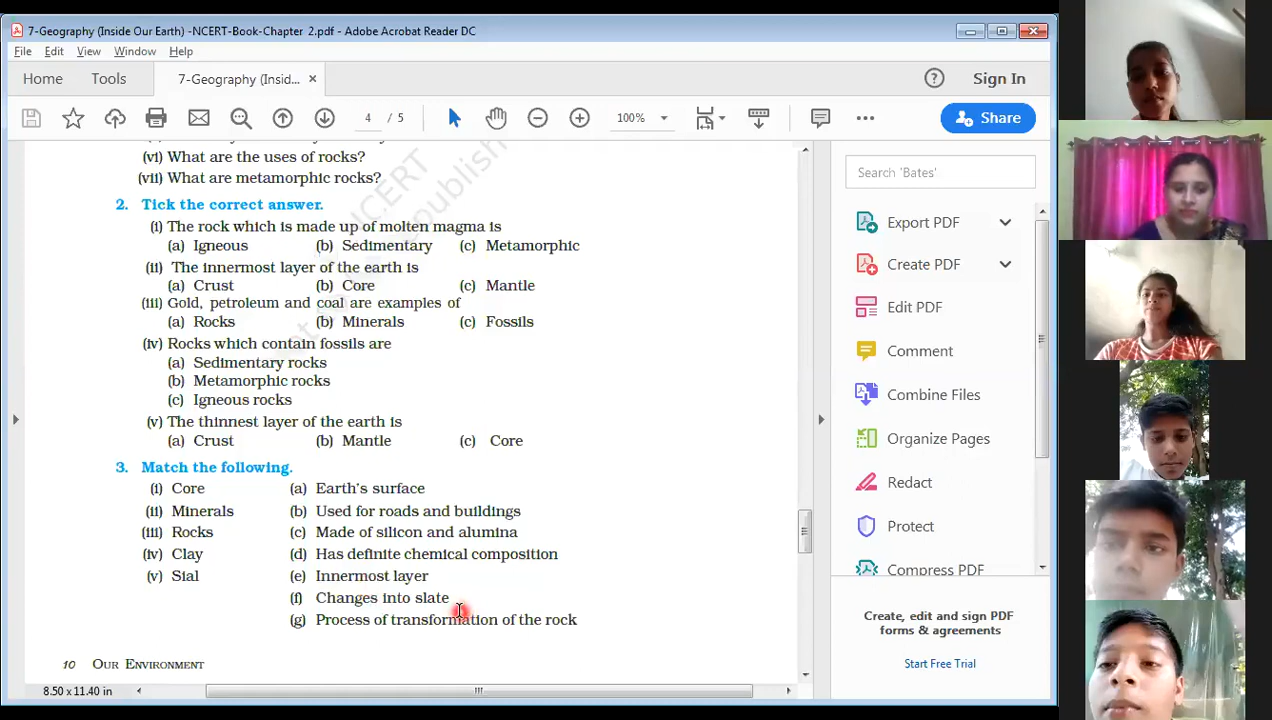 7-Geography (Inside Our Earth) -NCERT-Book-Chapter 2.pdf - Adobe Acrobat Reader DC
File Edit View Window Help
Home Tools 7-Geography (Insid... × Sign In
4 / 5 100% Share
(vi) What are the uses of rocks?
(vii) What are metamorphic rocks?
2. Tick the correct answer.
(i) The rock which is made up of molten magma is
(a) Igneous (b) Sedimentary (c) Metamorphic
(ii) The innermost layer of the earth is
(a) Crust (b) Core (c) Mantle
(iii) Gold, petroleum and coal are examples of
(a) Rocks (b) Minerals (c) Fossils
(iv) Rocks which contain fossils are
(a) Sedimentary rocks
(b) Metamorphic rocks
(c) Igneous rocks
(v) The thinnest layer of the earth is
(a) Crust (b) Mantle (c) Core
3. Match the following.
(i) Core (a) Earth's surface
(ii) Minerals (b) Used for roads and buildings
(iii) Rocks (c) Made of silicon and alumina
(iv) Clay (d) Has definite chemical composition
(v) Sial (e) Innermost layer
(f) Changes into slate
(g) Process of transformation of the rock
10 OUR ENVIRONMENT
8.50 x 11.40 in
NCERT
Search 'Bates'
Export PDF
Create PDF
Edit PDF
Comment
Combine Files
Organize Pages
Redact
Protect
Compress PDF
Create, edit and sign PDF
forms & agreements
Start Free Trial